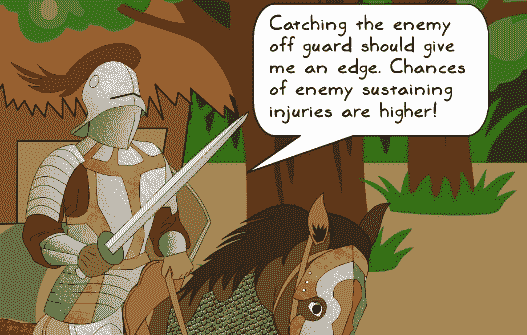 Catching the enemy
off guard should give
me an edge. Chances
of enemy sustaining
injuries are higher!